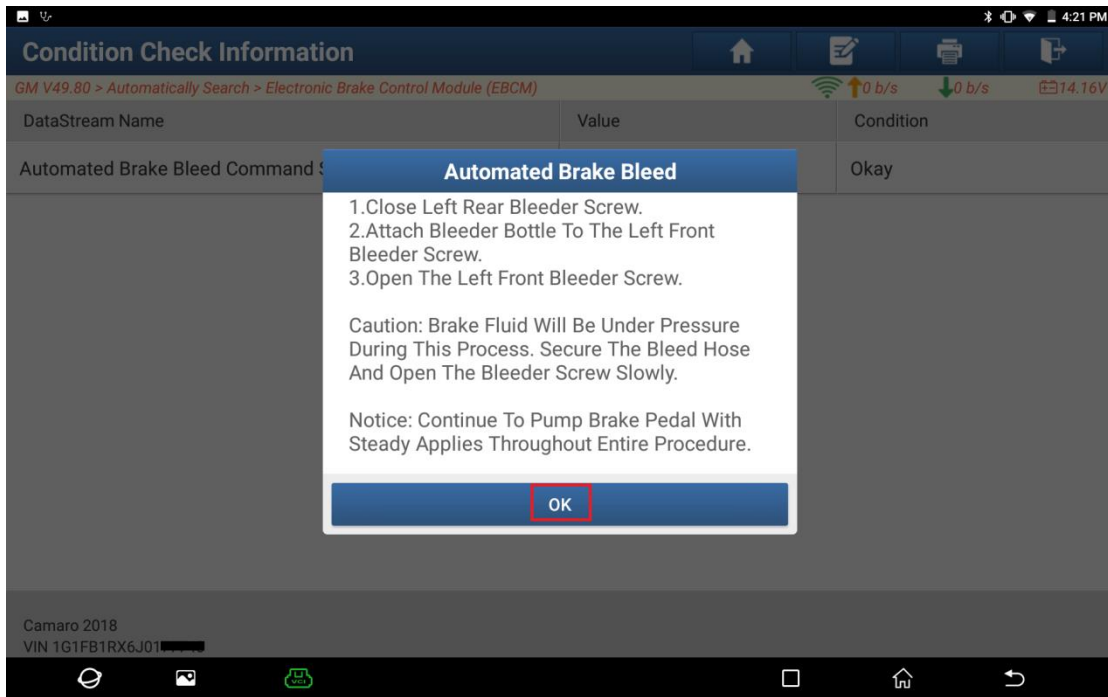 4:21 PM
Condition Check Information
GM V49.80 > Automatically Search > Electronic Brake Control Module (EBCM)
0 b/s
0 b/s
14.16V
DataStream Name
Value
Condition
Automated Brake Bleed Command
Okay
Automated Brake Bleed
1.Close Left Rear Bleeder Screw.
2.Attach Bleeder Bottle To The Left Front
Bleeder Screw.
3.Open The Left Front Bleeder Screw.
Caution: Brake Fluid Will Be Under Pressure
During This Process. Secure The Bleed Hose
And Open The Bleeder Screw Slowly.
Notice: Continue To Pump Brake Pedal With
Steady Applies Throughout Entire Procedure.
OK
Camaro 2018
VIN 1G1FB1RX6J01
VCI